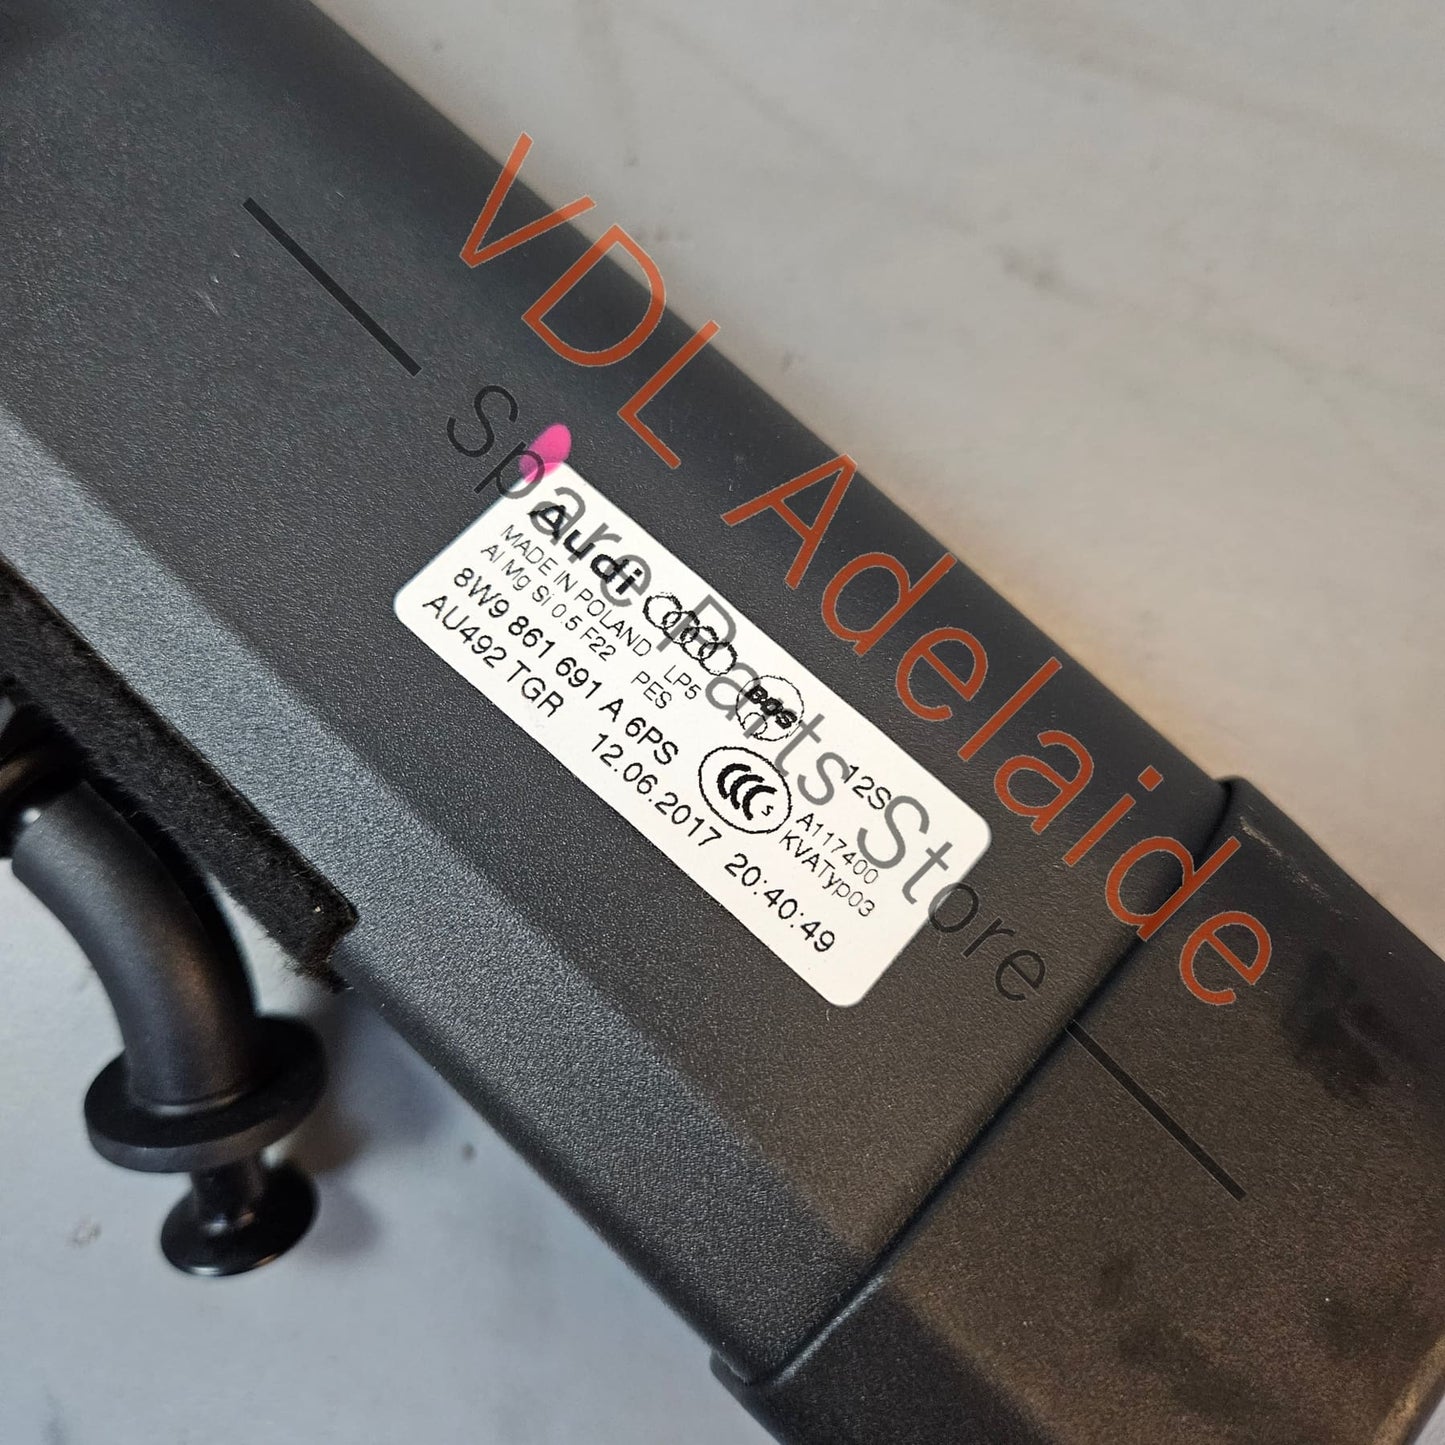 VDL Adelaide
Spare Parts Store
Audi
MADE IN POLAND LP5
Al Mg Si 0.5 F22 PES
8W9 861 691 A 6PS
AU492 TGR
BOS
12S
A117400
KVATyp03
12.06.2017 20:40:49